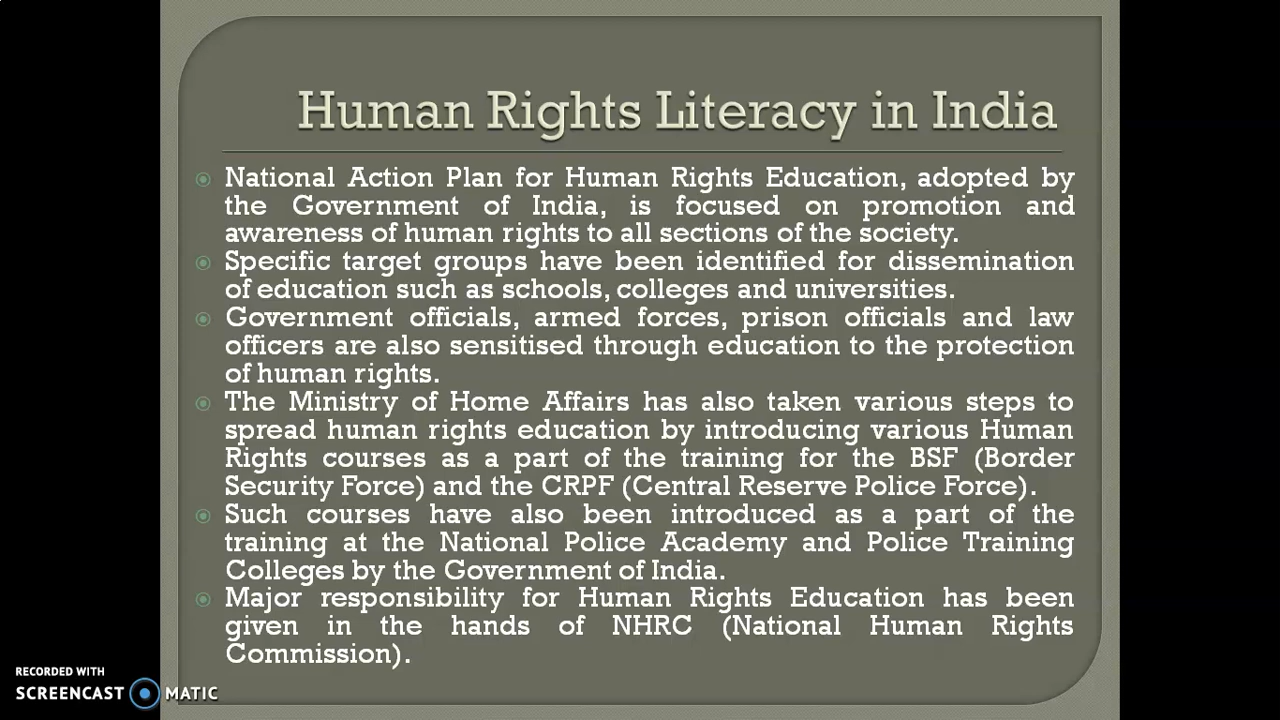 Human Rights Literacy in India
National Action Plan for Human Rights Education, adopted by
the Government of India, is focused on promotion and
awareness of human rights to all sections of the society.
Specific target groups have been identified for dissemination
of education such as schools, colleges and universities.
Government officials, armed forces, prison officials and law
officers are also sensitised through education to the protection
of human rights.
The Ministry of Home Affairs has also taken various steps to
spread human rights education by introducing various Human
Rights courses as a part of the training for the BSF (Border
Security Force) and the CRPF (Central Reserve Police Force).
Such courses have also been introduced as a part of the
training at the National Police Academy and Police Training
Colleges by the Government of India.
Major responsibility for Human Rights Education has been
given in the hands of NHRC (National Human Rights
Commission).
RECORDED WITH
SCREENCAST MATIC